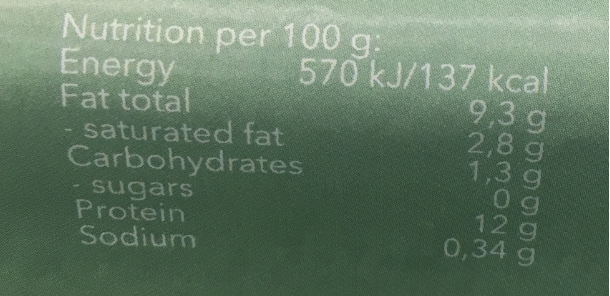 Nutrition per 100 g:
Energy 570 kJ/137 kcal
Fat total 9,3 g
- saturated fat 2,8 g
Carbohydrates 1,3 g
- sugars 0 g
Protein 12 g
Sodium 0,34 g